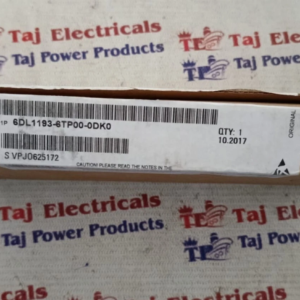 Taj Electricals
Taj Power Products
1P 6DL1193-6TP00-0DK0
QTY: 1
10.2017
ORIGINAL
S VPJ0625172
CAUTION! PLEASE READ THE NOTES IN THE
Taj Electricals
Taj Power Products